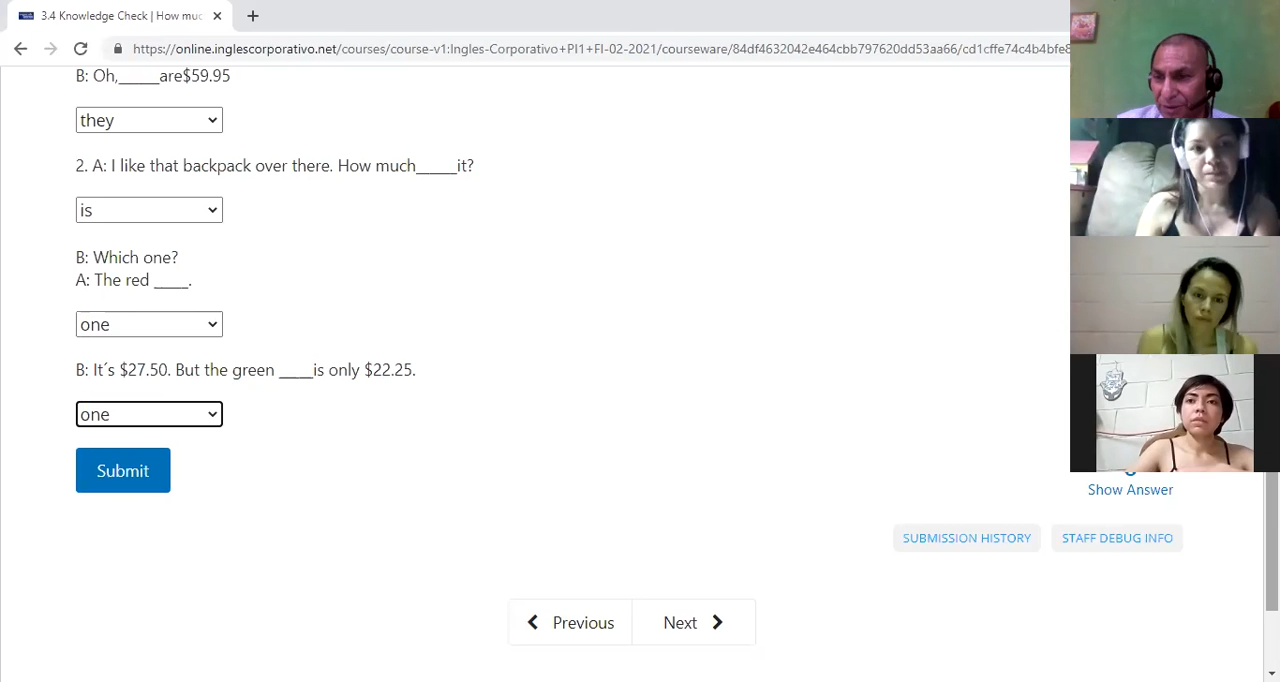 3.4 Knowledge Check | How muc
https://online.inglescorporativo.net/courses/course-v1:Ingles-Corporativo+PI1+FI-02-2021/courseware/84df4632042e464cbb797620dd53aa66/cd1cffe74c4b4bfe8
B: Oh,_____are$59.95
they
2. A: I like that backpack over there. How much_____it?
is
B: Which one?
A: The red ____.
one
B: It´s $27.50. But the green ____is only $22.25.
one
Submit
Show Answer
SUBMISSION HISTORY
STAFF DEBUG INFO
Previous
Next